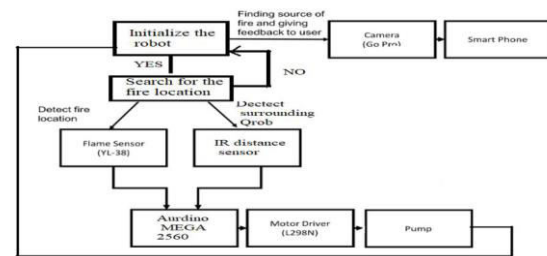 Initialize the
robot
Finding source of
fire and giving
feedback to user
Camera
(Go Pro)
Smart Phone
YES
NO
Search for the
fire location
Detect fire
location
Dectect
surrounding
Qrob
Flame Sensor
(YL-38)
IR distance
sensor
Aurdino
MEGA
2560
Motor Driver
(L298N)
Pump